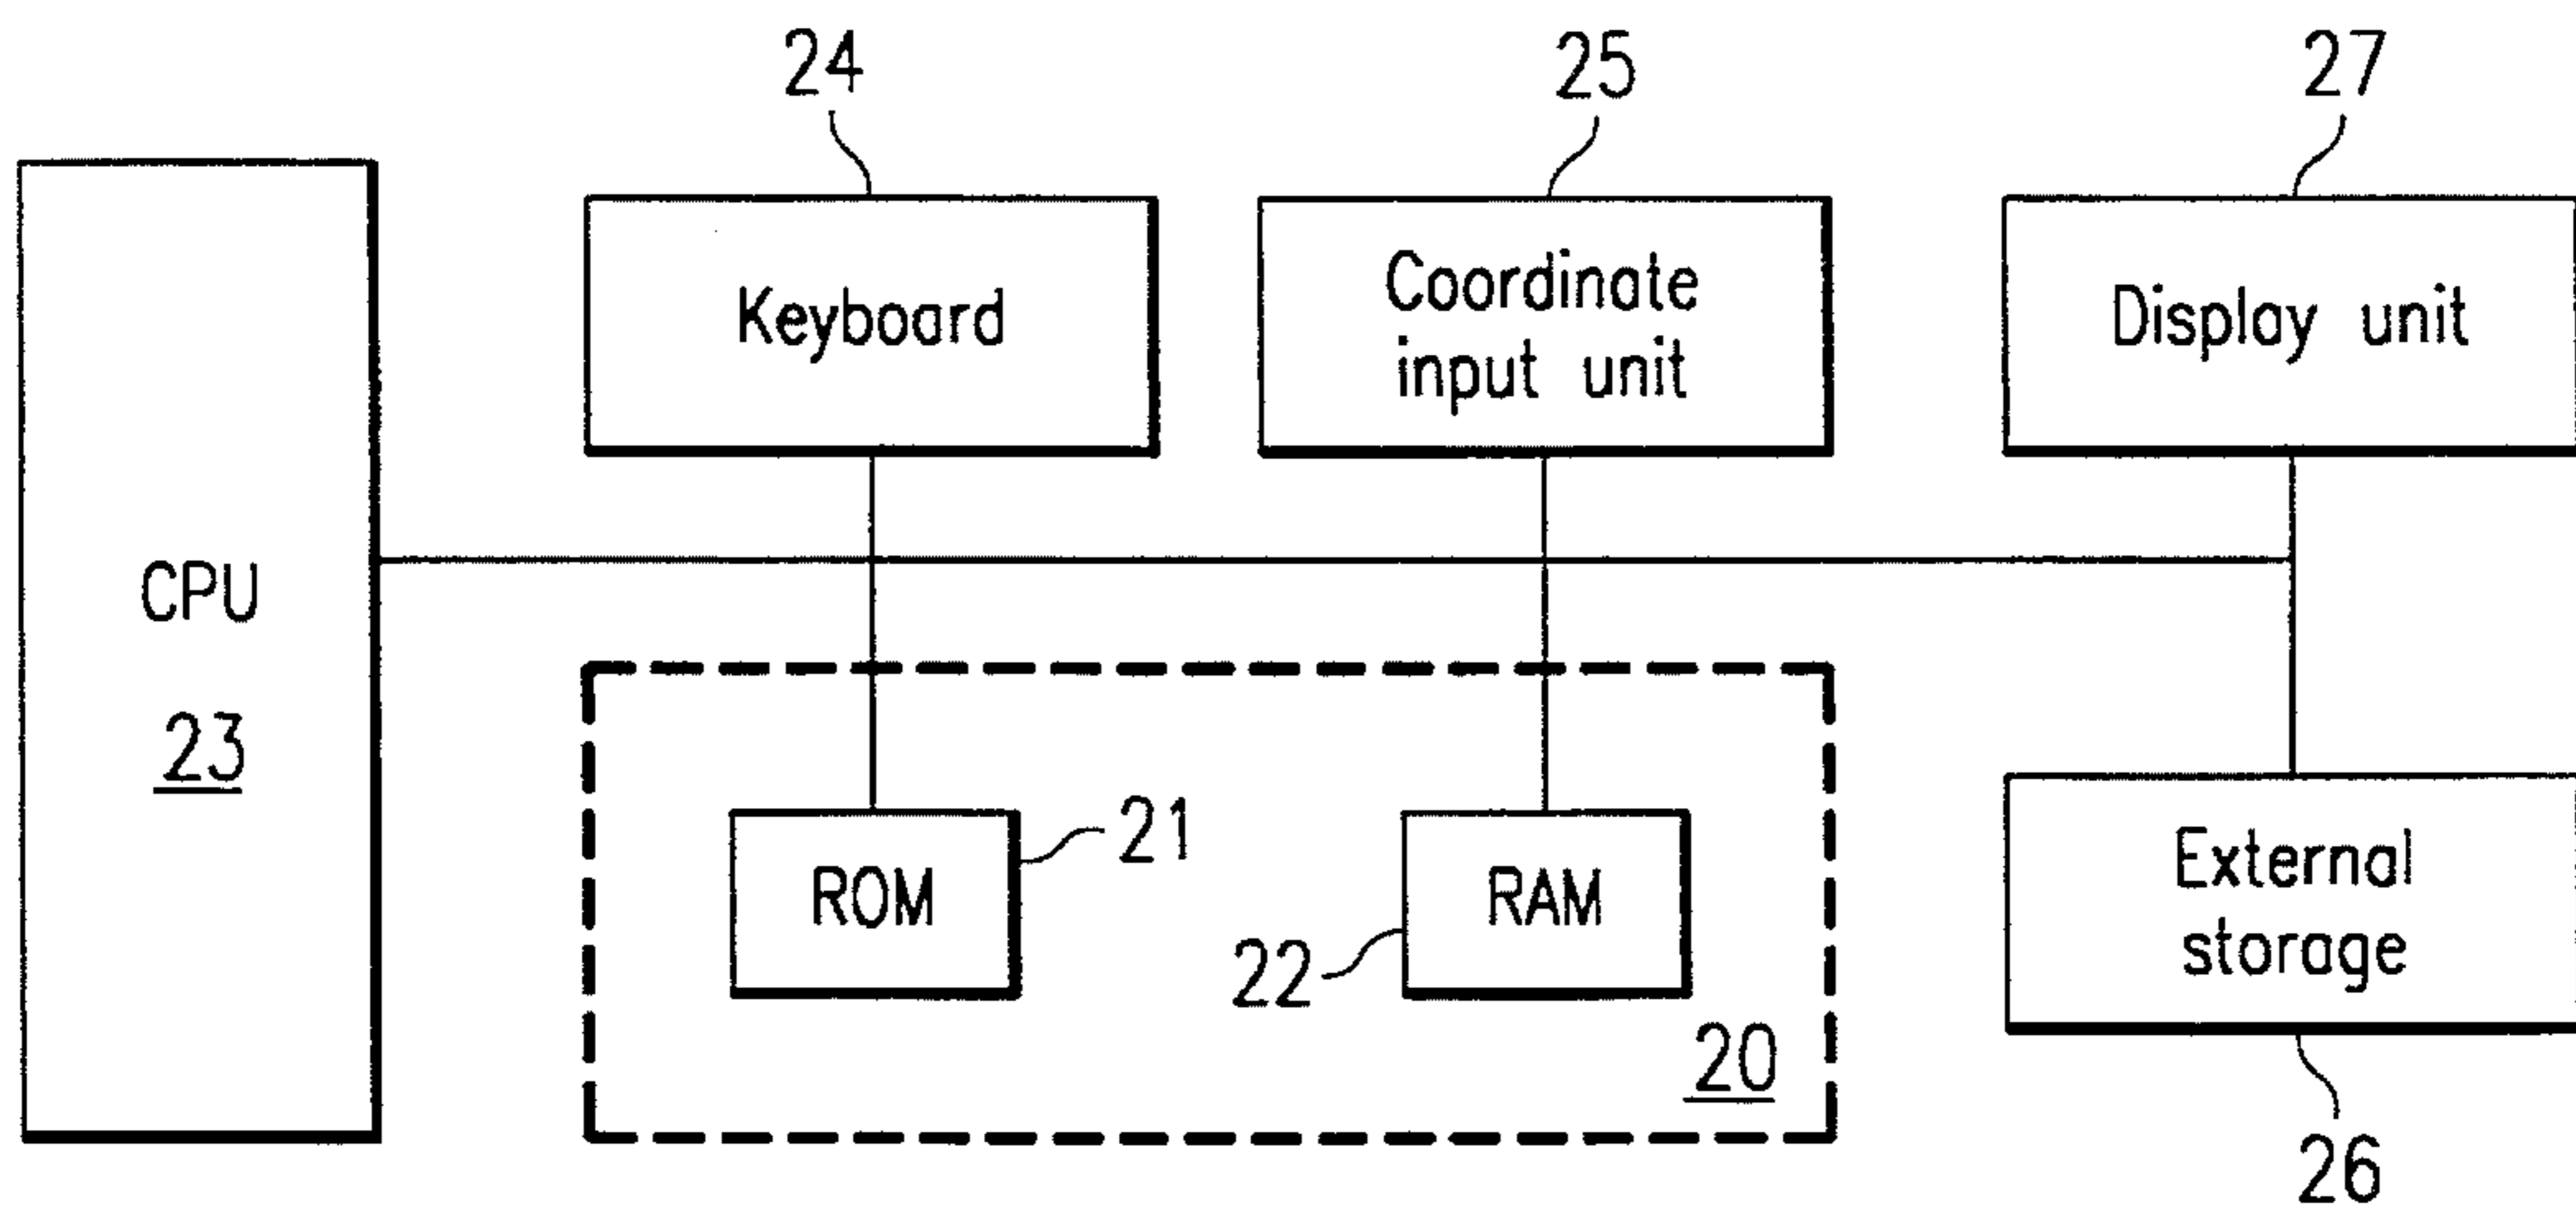 24
25
27
Keyboard
Coordinate
input unit
Display unit
CPU
23
ROM
21
RAM
22
20
External
storage
26